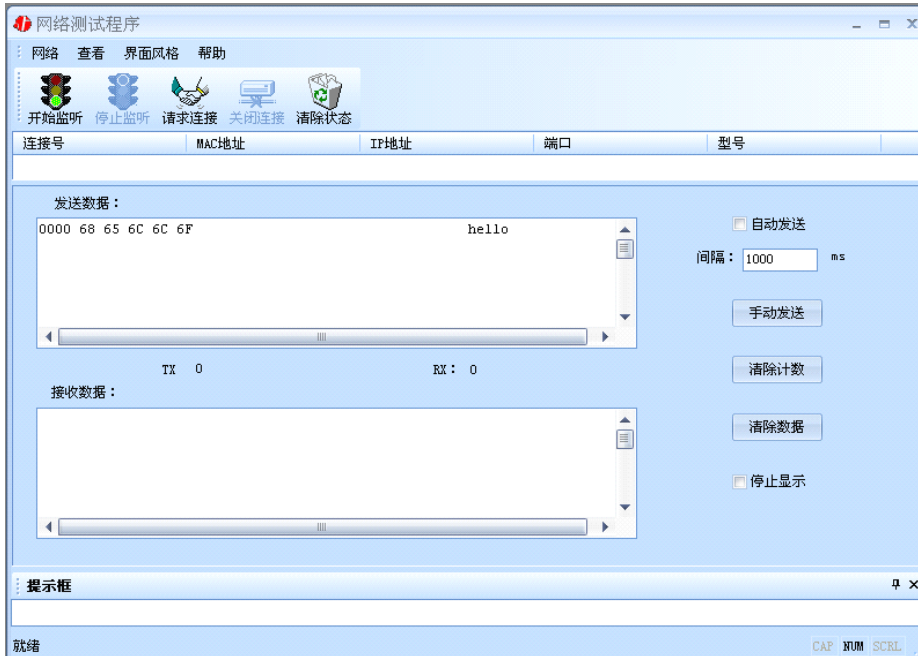 网络测试程序
网络 查看 界面风格 帮助
开始监听 停止监听 请求连接 关闭连接 清除状态
连接号 MAC地址 IP地址 端口 型号
发送数据：
0000 68 65 6C 6C 6F hello
自动发送
间隔： 1000 ms
手动发送
TX 0 RX： 0
清除计数
接收数据：
清除数据
停止显示
提示框
就绪 CAP NUM SCRL